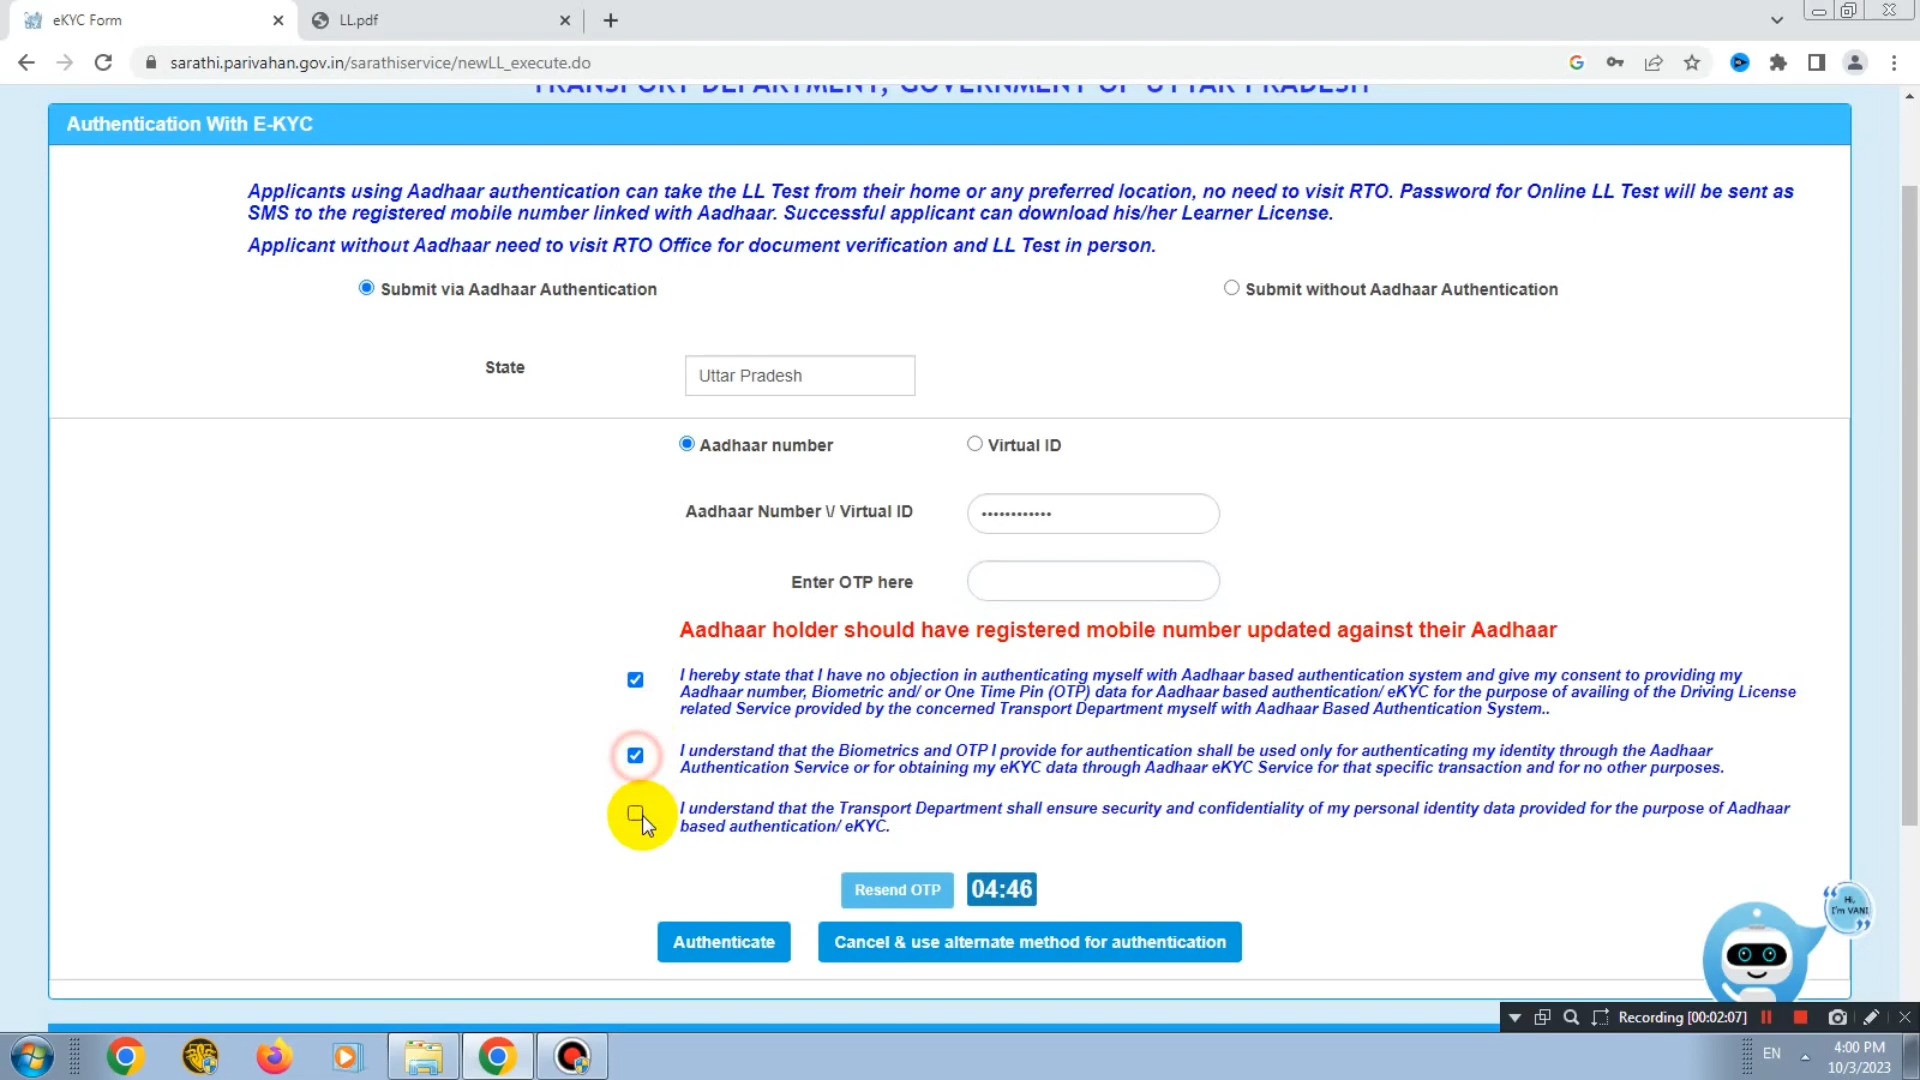 eKYC Form
LL.pdf
sarathi.parivahan.gov.in/sarathiservice/newLL_execute.do
TRANSPORT DEPARTMENT, GOVERNMENT OF UTTAR PRADESH
Authentication With E-KYC
Applicants using Aadhaar authentication can take the LL Test from their home or any preferred location, no need to visit RTO. Password for Online LL Test will be sent as
SMS to the registered mobile number linked with Aadhaar. Successful applicant can download his/her Learner License.
Applicant without Aadhaar need to visit RTO Office for document verification and LL Test in person.
Submit via Aadhaar Authentication
Submit without Aadhaar Authentication
State
Uttar Pradesh
Aadhaar number
Virtual ID
Aadhaar Number \/ Virtual ID
••••••••••••
Enter OTP here
Aadhaar holder should have registered mobile number updated against their Aadhaar
I hereby state that I have no objection in authenticating myself with Aadhaar based authentication system and give my consent to providing my
Aadhaar number, Biometric and/ or One Time Pin (OTP) data for Aadhaar based authentication/ eKYC for the purpose of availing of the Driving License
related Service provided by the concerned Transport Department myself with Aadhaar Based Authentication System..
I understand that the Biometrics and OTP I provide for authentication shall be used only for authenticating my identity through the Aadhaar
Authentication Service or for obtaining my eKYC data through Aadhaar eKYC Service for that specific transaction and for no other purposes.
I understand that the Transport Department shall ensure security and confidentiality of my personal identity data provided for the purpose of Aadhaar
based authentication/ eKYC.
Resend OTP
04:46
Authenticate
Cancel & use alternate method for authentication
Hi,
I'm VANI
Recording [00:02:07]
EN
4:00 PM
10/3/2023